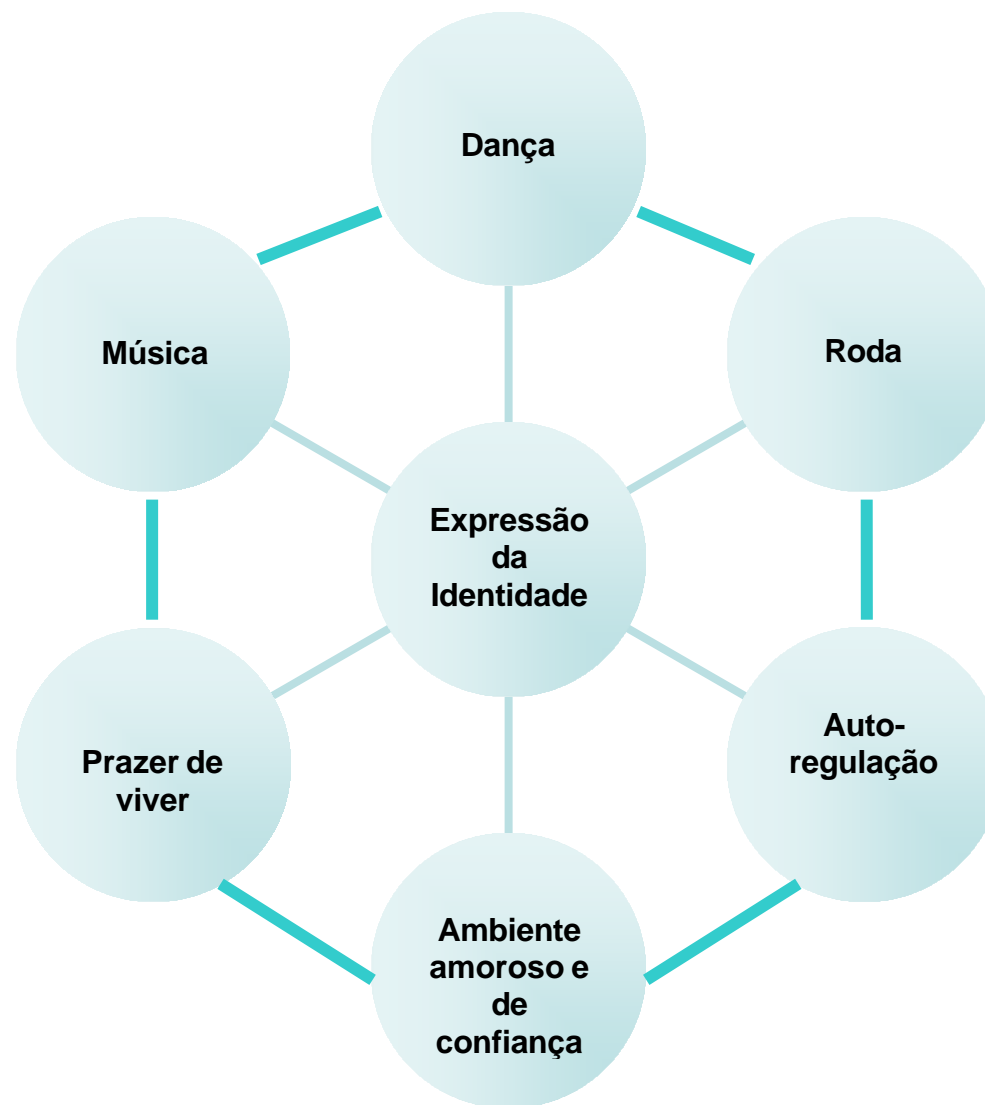 Dança
Música
Roda
Expressão
da
Identidade
Prazer de
viver
Auto-
regulação
Ambiente
amoroso e
de
confiança